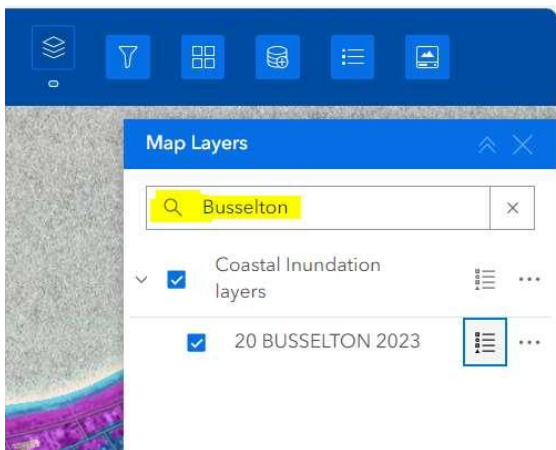 Map Layers
Busselton
Coastal Inundation
layers
20 BUSSELTON 2023